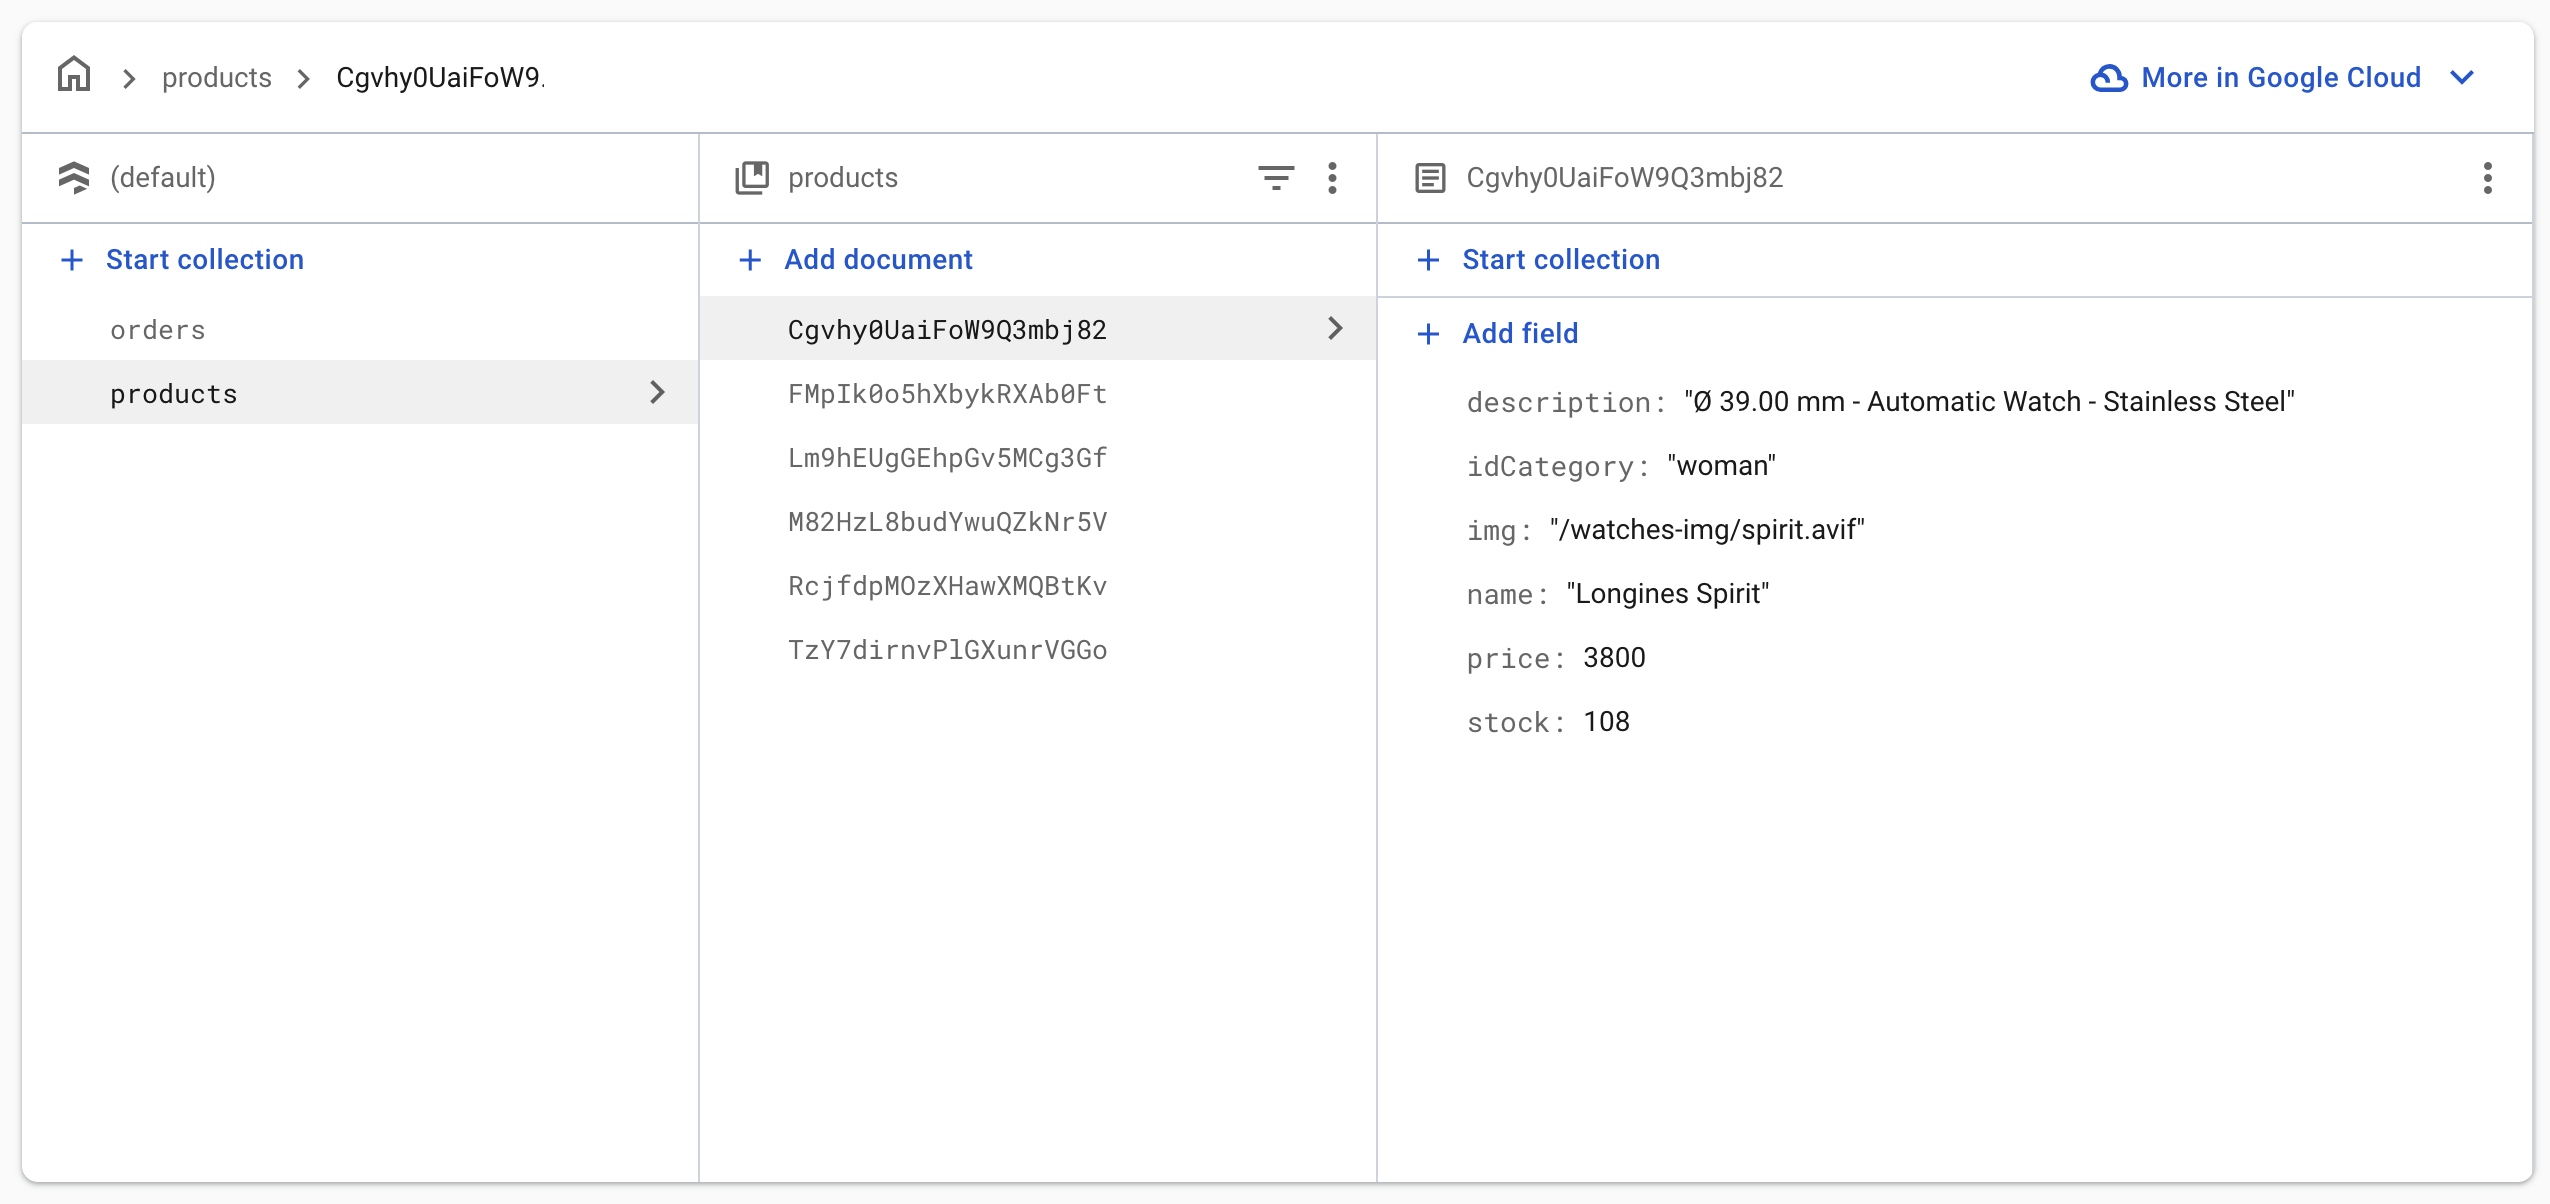 products
Cgvhy0UaiFoW9.
More in Google Cloud
(default)
Start collection
orders
products
products
Add document
Cgvhy0UaiFoW9Q3mbj82
FMpIk0o5hXbykRXAb0Ft
Lm9hEUgGEhpGv5MCg3Gf
M82HzL8budYwuQZkNr5V
RcjfdpMOzXHawXMQBtKv
TzY7dirnvPlGXunrVGGo
Cgvhy0UaiFoW9Q3mbj82
Start collection
Add field
description: "Ø 39.00 mm - Automatic Watch - Stainless Steel"
idCategory: "woman"
img: "/watches-img/spirit.avif"
name: "Longines Spirit"
price: 3800
stock: 108